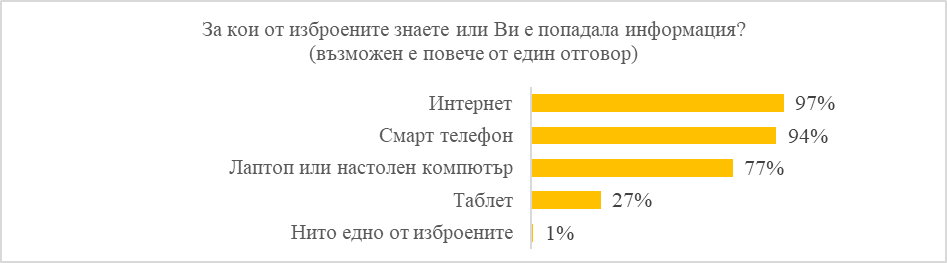 За кои от изброените знаете или Ви е попадала информация?
(възможен е повече от един отговор)
Интернет 97%
Смарт телефон 94%
Лаптоп или настолен компютър 77%
Таблет 27%
Нито едно от изброените 1%